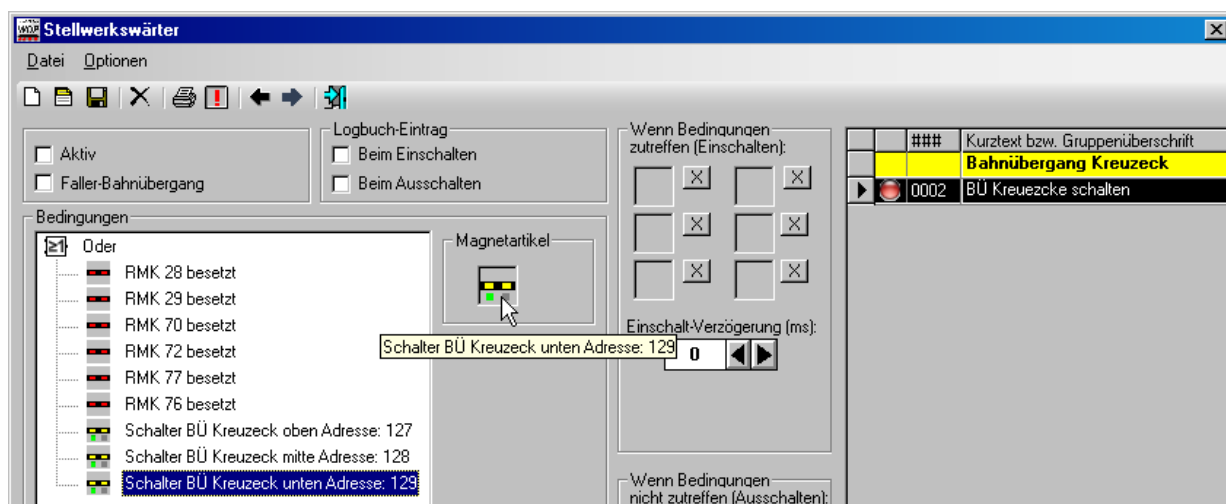 Stellwerkswärter
Datei Optionen
Aktiv
Faller-Bahnübergang
Logbuch-Eintrag
Beim Einschalten
Beim Ausschalten
Bedingungen
≥1 Oder
RMK 28 besetzt
RMK 29 besetzt
RMK 70 besetzt
RMK 72 besetzt
RMK 77 besetzt
RMK 76 besetzt
Schalter BÜ Kreuzeck oben Adresse: 127
Schalter BÜ Kreuzeck mitte Adresse: 128
Schalter BÜ Kreuzeck unten Adresse: 129
Magnetartikel
Schalter BÜ Kreuzeck unten Adresse: 129
Wenn Bedingungen
zutreffen (Einschalten):
X X
X X
X X
Einschalt-Verzögerung (ms):
0
Wenn Bedingungen
nicht zutreffen (Ausschalten):
### Kurztext bzw. Gruppenüberschrift
Bahnübergang Kreuzeck
0002 BÜ Kreuezcke schalten